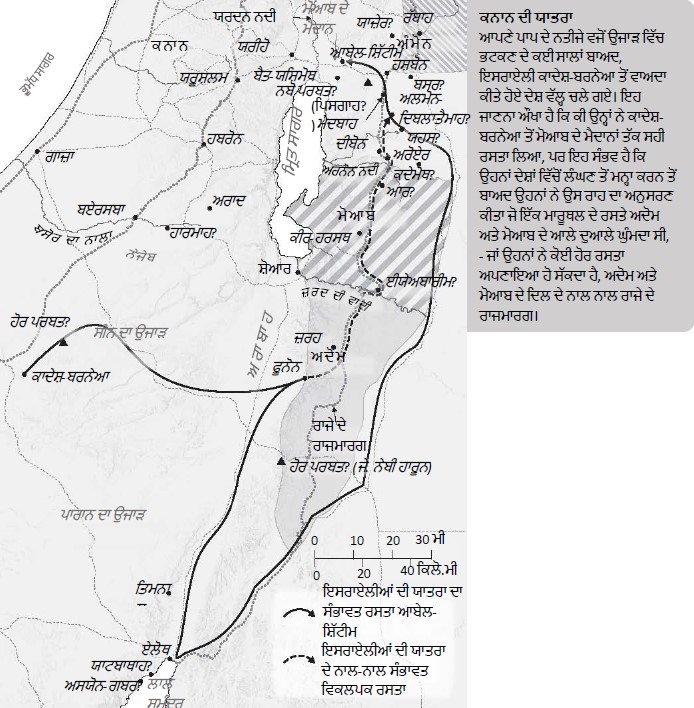 ਕਨਾਨ ਦੀ ਯਾਤਰਾ
ਆਪਣੇ ਪਾਪ ਦੇ ਨਤੀਜੇ ਵਜੋਂ ਉਜਾੜ ਵਿੱਚ
ਭਟਕਣ ਦੇ ਕਈ ਸਾਲਾਂ ਬਾਅਦ,
ਇਸਰਾਏਲੀ ਕਾਦੇਸ਼-ਬਰਨੇਆ ਤੋਂ ਵਾਅਦਾ
ਕੀਤੇ ਹੋਏ ਦੇਸ਼ ਵੱਲ੍ਹ ਚਲੇ ਗਏ। ਇਹ
ਜਾਣਨਾ ਔਖਾ ਹੈ ਕਿ ਕੀ ਉਨ੍ਹਾਂ ਨੇ ਕਾਦੇਸ਼-
ਬਰਨੇਆ ਤੋਂ ਮੋਆਬ ਦੇ ਮੈਦਾਨਾਂ ਤੱਕ ਸਹੀ
ਰਸਤਾ ਲਿਆ, ਪਰ ਇਹ ਸੰਭਵ ਹੈ ਕਿ
ਉਹਨਾਂ ਦੇਸ਼ਾਂ ਵਿੱਚੋਂ ਲੰਘਣ ਤੋਂ ਮਨ੍ਹਾ ਕਰਨ ਤੋਂ
ਬਾਅਦ ਉਹਨਾਂ ਨੇ ਉਸ ਰਾਹ ਦਾ ਅਨੁਸਰਣ
ਕੀਤਾ ਜੋ ਇੱਕ ਮਾਰੂਥਲ ਦੇ ਰਸਤੇ ਅਦੋਮ
ਅਤੇ ਮੋਆਬ ਦੇ ਆਲੇ ਦੁਆਲੇ ਘੁੰਮਦਾ ਸੀ,
- ਜਾਂ ਉਹਨਾਂ ਨੇ ਕੋਈ ਹੋਰ ਰਸਤਾ
ਅਪਣਾਇਆ ਹੋ ਸੱਕਦਾ ਹੈ, ਅਦੋਮ ਅਤੇ
ਮੋਆਬ ਦੇ ਦਿਲ ਦੇ ਨਾਲ ਨਾਲ ਰਾਜੇ ਦੇ
ਰਾਜਮਾਰਗ।
ਯਰਦਨ ਨਦੀ
ਮੋਆਬ ਦੇ
ਮੈਦਾਨ
ਯਾਜ਼ੇਰ?
ਰੱਬਾਹ
ਅੰਮੋਨ
ਕਨਾਨ
ਯਰੀਹੋ
ਆਬੇਲ-ਸ਼ਿੱਟੀਮ
ਹਸ਼ਬੋਨ
ਭੂਮੱਧ ਸਾਗਰ
ਯਰੂਸ਼ਲਮ
ਬੈਤ-ਯਸ਼ਿਮੋਥ
ਨਬੋ ਪਰਬਤ?
(ਪਿਸਗਾਹ?
)
ਬਸਰ?
ਅਲਮੋਨ-
ਦਿਬਲਾਤੈਮਾਹ?
ਮੇਦਬਾਹ
ਮ੍ਰਿਤ ਸਾਗਰ
ਯਹਸਾ?
ਹਬਰੋਨ
ਦੀਬੋਨ
ਅਰੋਏਰ
ਗਾਜ਼ਾ
ਅਰਨੋਨ ਨਦੀ
ਕਦੇਮੋਥ?
ਆਰ?
ਅਰਾਦ
ਬਏਰਸਬਾ
ਮੋਆਬ
ਹਾਰਮਾਹ?
ਕੀਰ-ਹਰਸਥ
ਬਸੋਰ ਦਾ ਨਾਲਾ
ਨੇਂਜੇਬ
ਸ਼ੋਆਰ
ਈਯੇਅਬਾਰੀਮ?
ਜ਼ਰਦ ਦੀ ਵਾਦੀ
ਹੋਰ ਪਰਬਤ?
ਸੀਨ ਦਾ ਉਜਾੜ
ਅਰਾਬਾਹ
ਜ਼ਰਹ
ਅਦੋਮ
ਫੂਨੋਨ
ਕਾਦੇਸ਼-ਬਰਨੇਆ
ਰਾਜੇ ਦੇ
ਰਾਜਮਾਰਗ
ਹੋਰ ਪਰਬਤ? (ਜੇ. ਨੇਬੀ ਹਾਰੂਨ)
ਪਾਰਾਨ ਦਾ ਉਜਾੜ
0 10 20 30 ਮੀ
0 20 40 ਕਿਲੋ.ਮੀ
ਤਿਮਨਾ
ਇਸਰਾਏਲੀਆਂ ਦੀ ਯਾਤਰਾ ਦਾ
ਸੰਭਾਵਤ ਰਸਤਾ ਆਬੇਲ-
ਸ਼ਿੱਟੀਮ
ਇਸਰਾਏਲੀਆਂ ਦੀ ਯਾਤਰਾ
ਦੇ ਨਾਲ-ਨਾਲ ਸੰਭਾਵਤ
ਵਿਕਲਪਕ ਰਸਤਾ
ਏਲੋਥ
ਯਾਟਬਾਬਾਹ?
ਅਸਯੋਨ-ਗਾਬਰ?
ਲਾਲ
ਸਮੁੰਦਰ